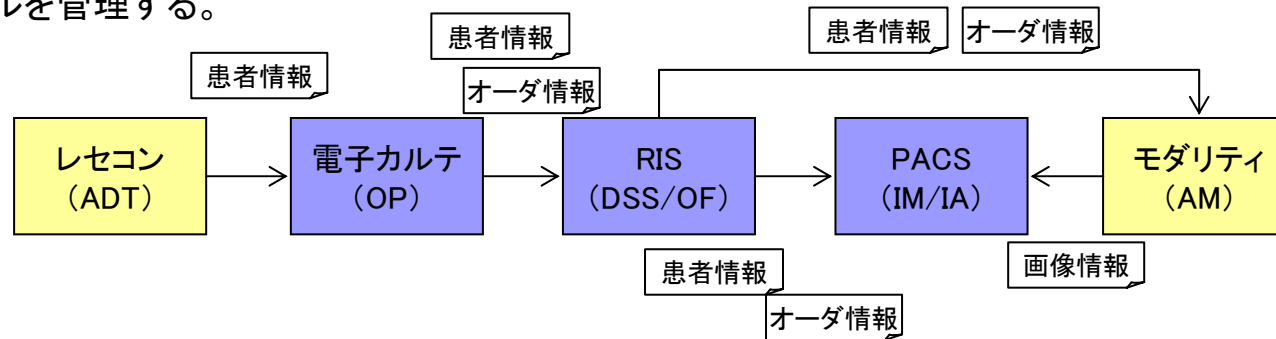 ルを管理する。
患者情報
患者情報
オーダ情報
患者情報
オーダ情報
レセコン
（ADT）
電子カルテ
（OP）
RIS
（DSS/OF）
PACS
（IM/IA）
モダリティ
（AM）
患者情報
オーダ情報
画像情報